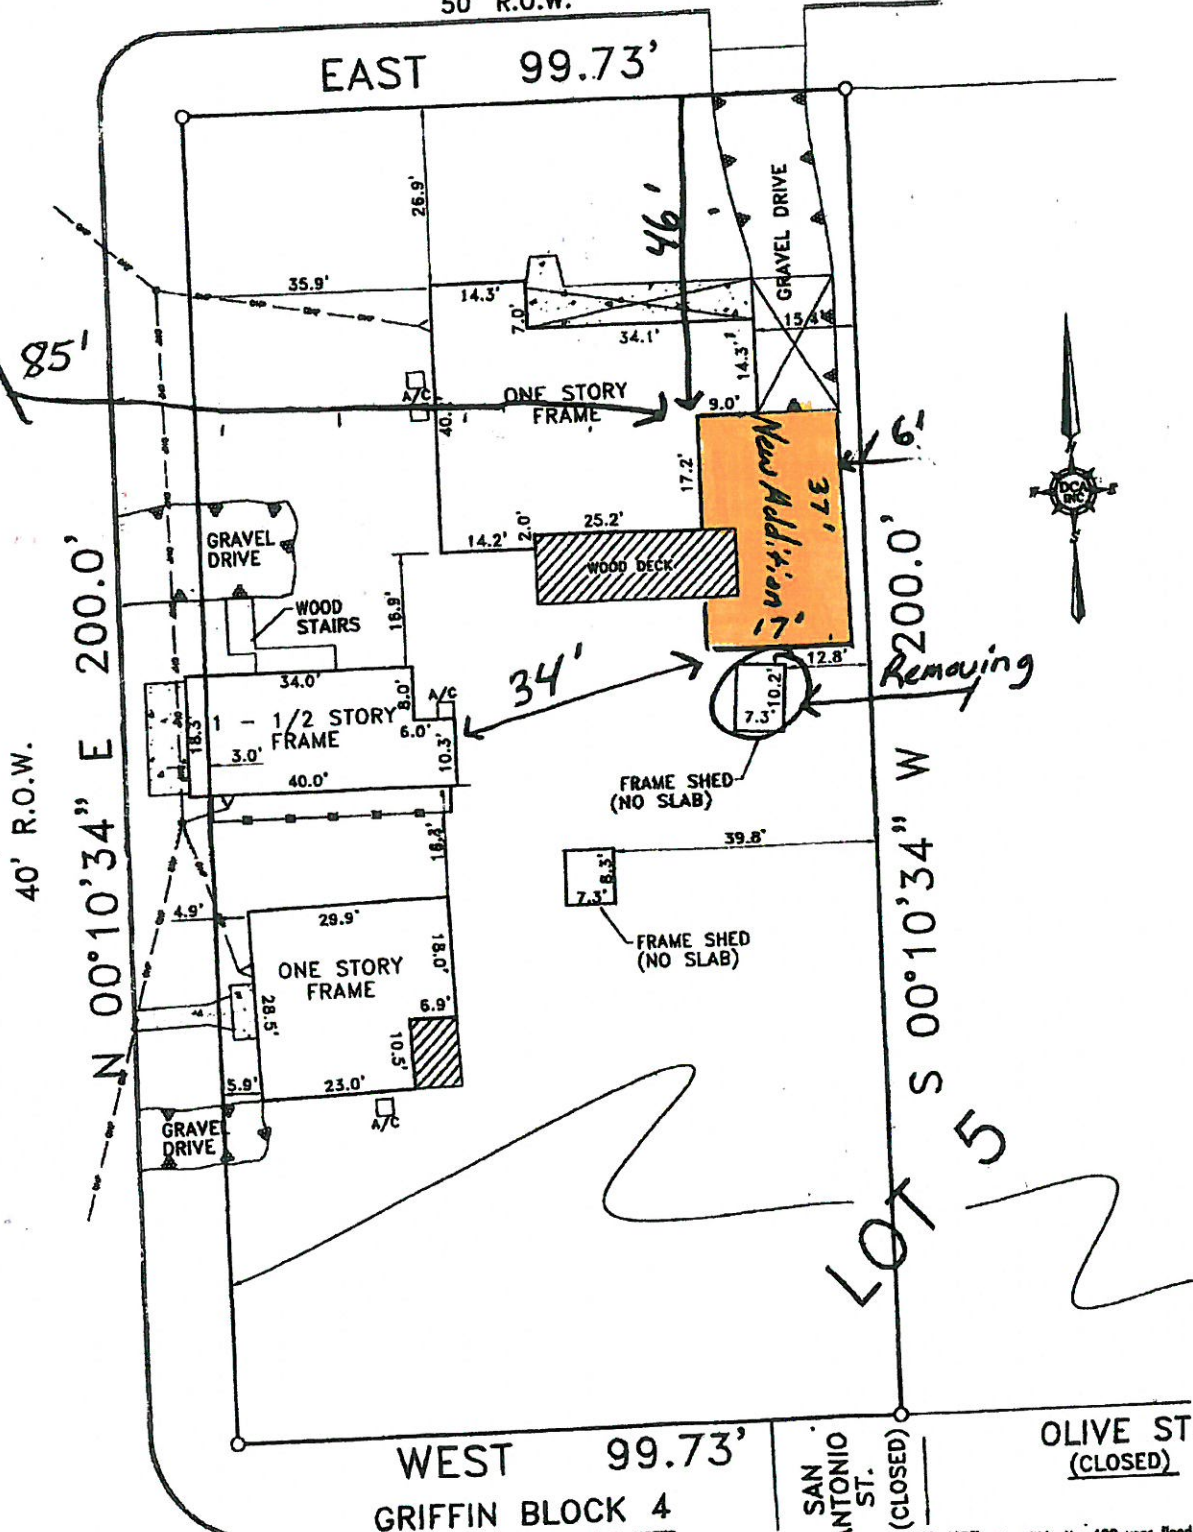 50' R.O.W.
EAST 99.73'
26.9'
46'
GRAVEL DRIVE
35.9'
14.3'
7.0'
34.1'
15.4'
14.3'
85'
A/C
ONE STORY
FRAME
40.
9.0'
6'
17.2'
New Addition
37'
17'
GRAVEL
DRIVE
14.2'
2.0'
25.2'
WOOD DECK
N
DCA
INC
S
WOOD
STAIRS
16.9'
34'
12.8'
Removing
34.0'
8.0'
A/C
10.2'
7.3'
1 - 1/2 STORY
FRAME
18.3'
6.0'
3.0'
10.3'
40.0'
FRAME SHED
(NO SLAB)
40' R.O.W.
N 00°10'34" E 200.0'
S 00°10'34" W 200.0'
39.8'
8.3'
7.3'
FRAME SHED
(NO SLAB)
4.9'
29.9'
ONE STORY
FRAME
18.0'
28.5'
6.9'
10.5'
5.9'
23.0'
A/C
GRAVEL
DRIVE
LOT 5
WEST 99.73'
GRIFFIN BLOCK 4
SAN
ANTONIO
ST.
(CLOSED)
OLIVE ST
(CLOSED)